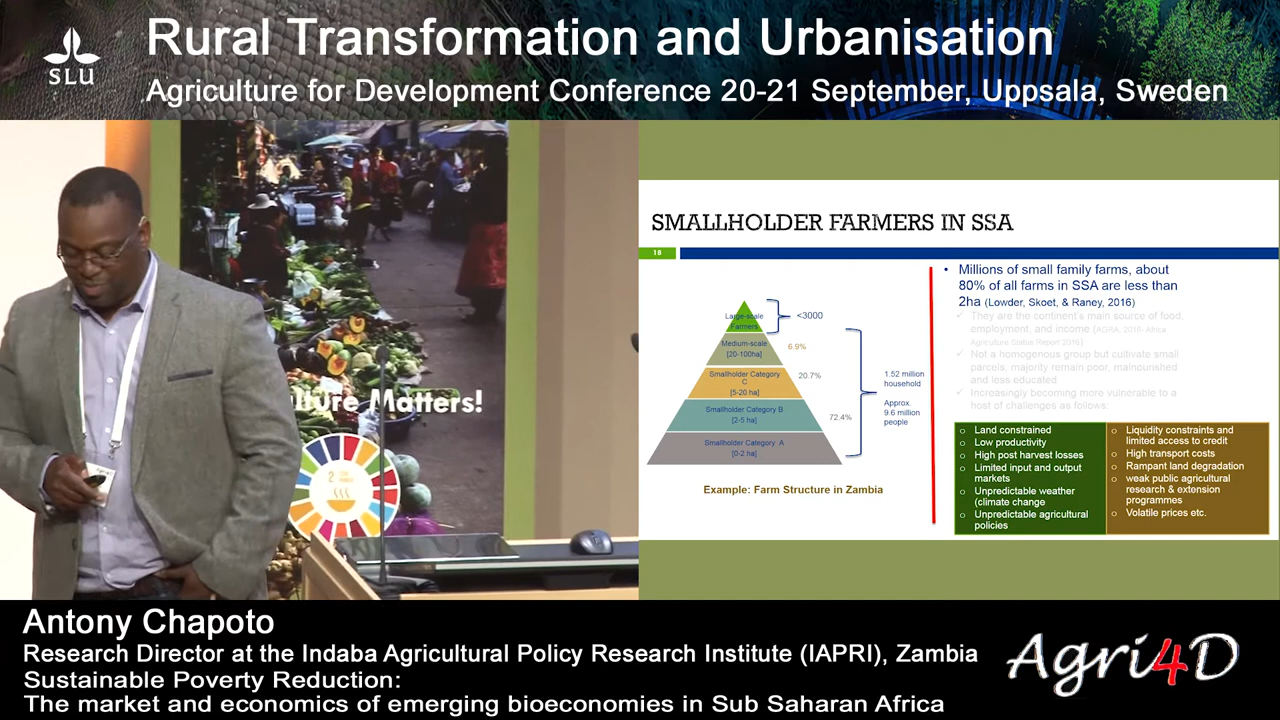 Rural Transformation and Urbanisation
SLU
Agriculture for Development Conference 20-21 September, Uppsala, Sweden
ulture Matters!
2
SMALLHOLDER FARMERS IN SSA
18
Large-scale
Farmers
<3000
Medium-scale
[20-100ha]
6.9%
Smallholder Category
C
[5-20 ha]
20.7%
Smallholder Category B
[2-5 ha]
72.4%
Smallholder Category A
[0-2 ha]
1.52 million
household
Approx.
9.6 million
people
Example: Farm Structure in Zambia
• Millions of small family farms, about
80% of all farms in SSA are less than
2ha (Lowder, Skoet, & Raney, 2016)
✓ They are the continent's main source of food,
employment, and income (AGRA, 2016- Africa
Agriculture Status Report 2016)
✓ Not a homogenous group but cultivate small
parcels, majority remain poor, malnourished
and less educated
✓ Increasingly becoming more vulnerable to a
host of challenges as follows:
o Land constrained
o Low productivity
o High post harvest losses
o Limited input and output
markets
o Unpredictable weather
(climate change
o Unpredictable agricultural
policies
o Liquidity constraints and
limited access to credit
o High transport costs
o Rampant land degradation
o weak public agricultural
research & extension
programmes
o Volatile prices etc.
Antony Chapoto
Research Director at the Indaba Agricultural Policy Research Institute (IAPRI), Zambia
Sustainable Poverty Reduction:
The market and economics of emerging bioeconomies in Sub Saharan Africa
Agri4D